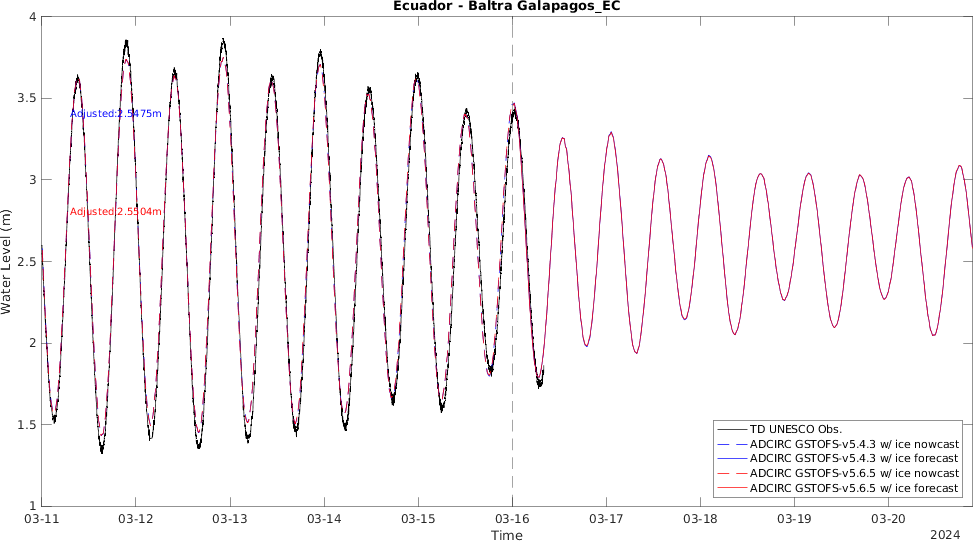 Ecuador - Baltra Galapagos_EC
4
3.5
3
2.5
2
1.5
1
Water Level (m)
Adjusted:2.5475m
Adjusted:2.5504m
TD UNESCO Obs.
ADCIRC GSTOFS-v5.4.3 w/ ice nowcast
ADCIRC GSTOFS-v5.4.3 w/ ice forecast
ADCIRC GSTOFS-v5.6.5 w/ ice nowcast
ADCIRC GSTOFS-v5.6.5 w/ ice forecast
03-11 03-12 03-13 03-14 03-15 03-16 03-17 03-18 03-19 03-20
Time
2024